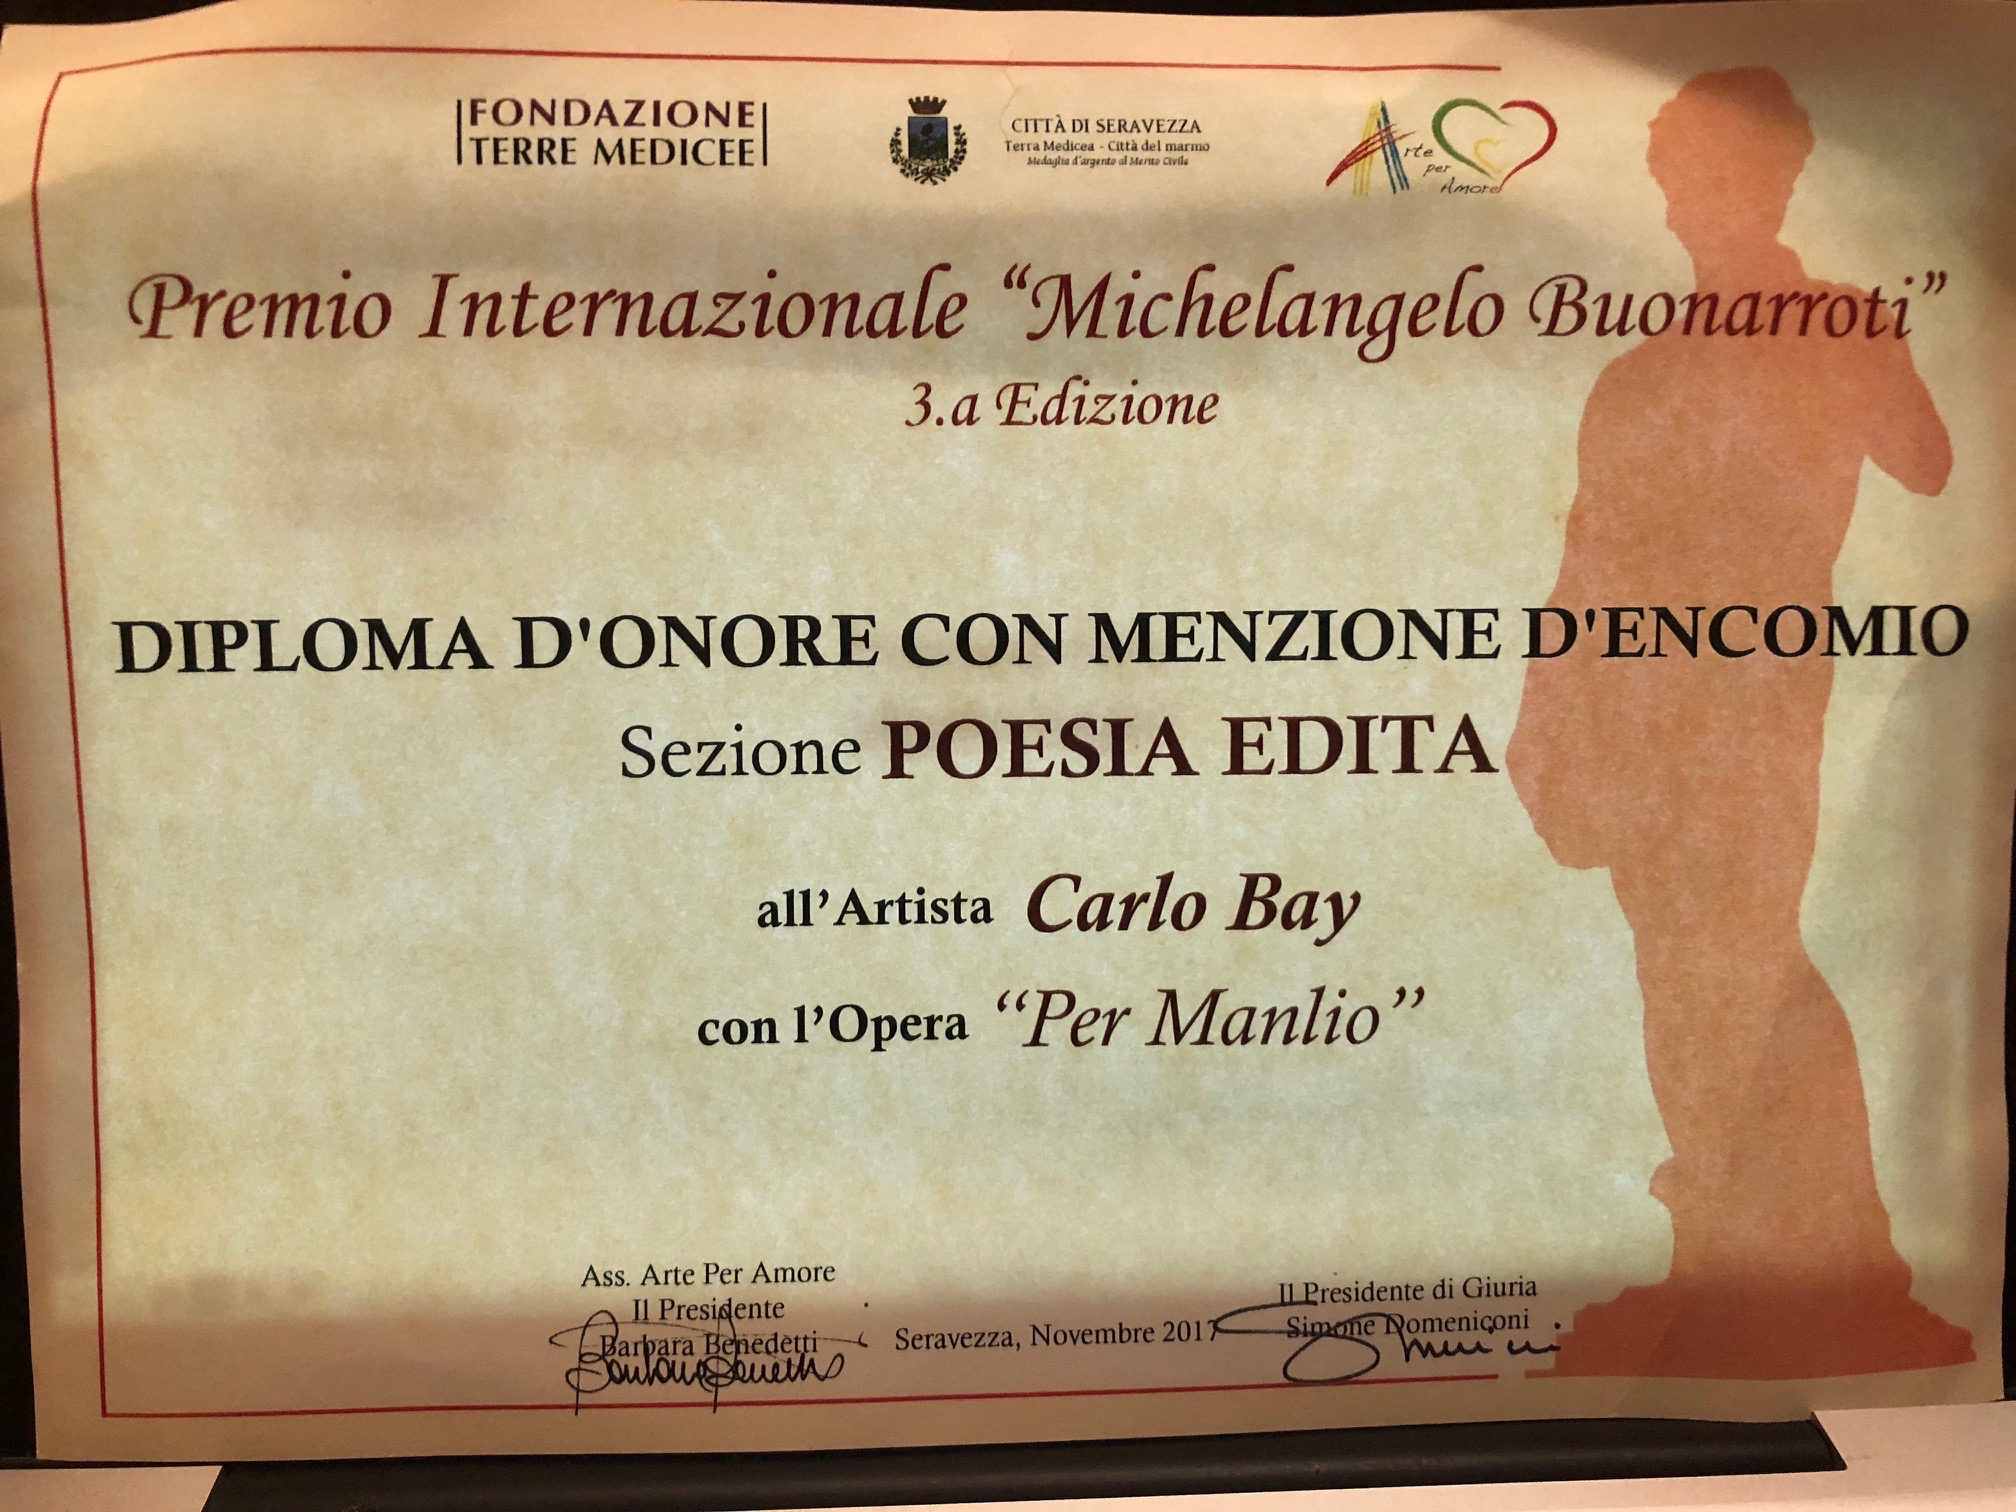 FONDAZIONE
TERRE MEDICEE
CITTÀ DI SERAVEZZA
Terra Medicea - Città del marmo
Medaglia d'argento al Merito Civile
Arte
per
Amore
Premio Internazionale “Michelangelo Buonarroti”
3.a Edizione
DIPLOMA D'ONORE CON MENZIONE D'ENCOMIO
Sezione POESIA EDITA
all’Artista Carlo Bay
con l’Opera “Per Manlio”
Ass. Arte Per Amore
Il Presidente
Barbara Benedetti
Barbara Benedetti
Seravezza, Novembre 2017
Il Presidente di Giuria
Simone Domeniconi